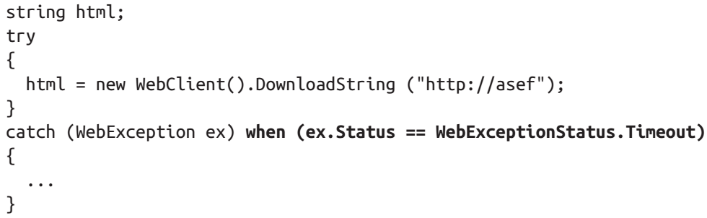 string html;
try
{
  html = new WebClient().DownloadString ("http://asef");
}
catch (WebException ex) when (ex.Status == WebExceptionStatus.Timeout)
{
  ...
}